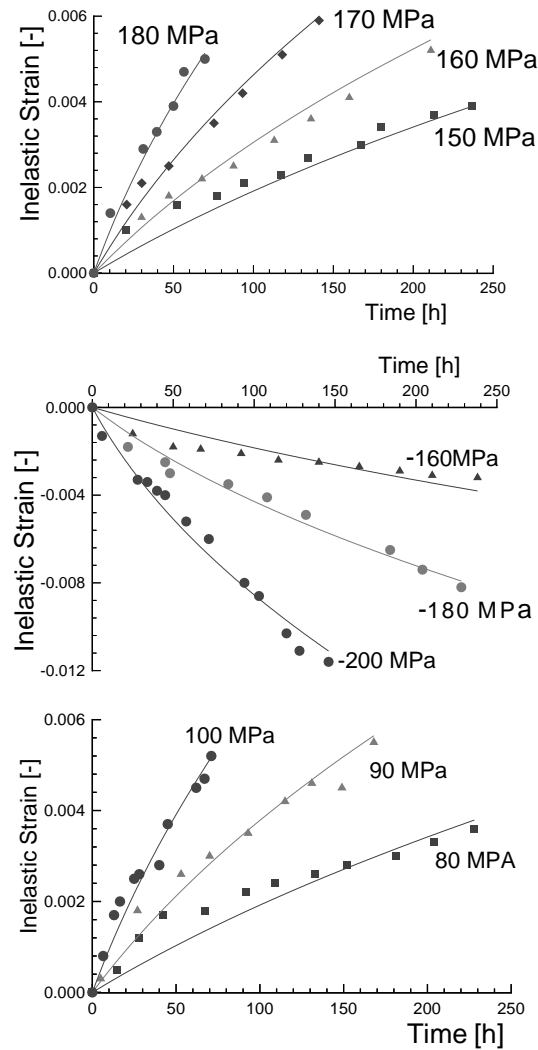 0.006
180 MPa
170 MPa
160 MPa
150 MPa
0.004
0.002
0.000
Inelastic Strain [-]
0 50 100 150 200 250
Time [h]
Time [h]
0 50 100 150 200 250
0.000
-0.004
-0.008
-0.012
Inelastic Strain [-]
-160MPa
-180 MPa
-200 MPa
0.006
100 MPa
90 MPa
80 MPA
0.004
0.002
0.000
Inelastic Strain [-]
0 50 100 150 200 250
Time [h]